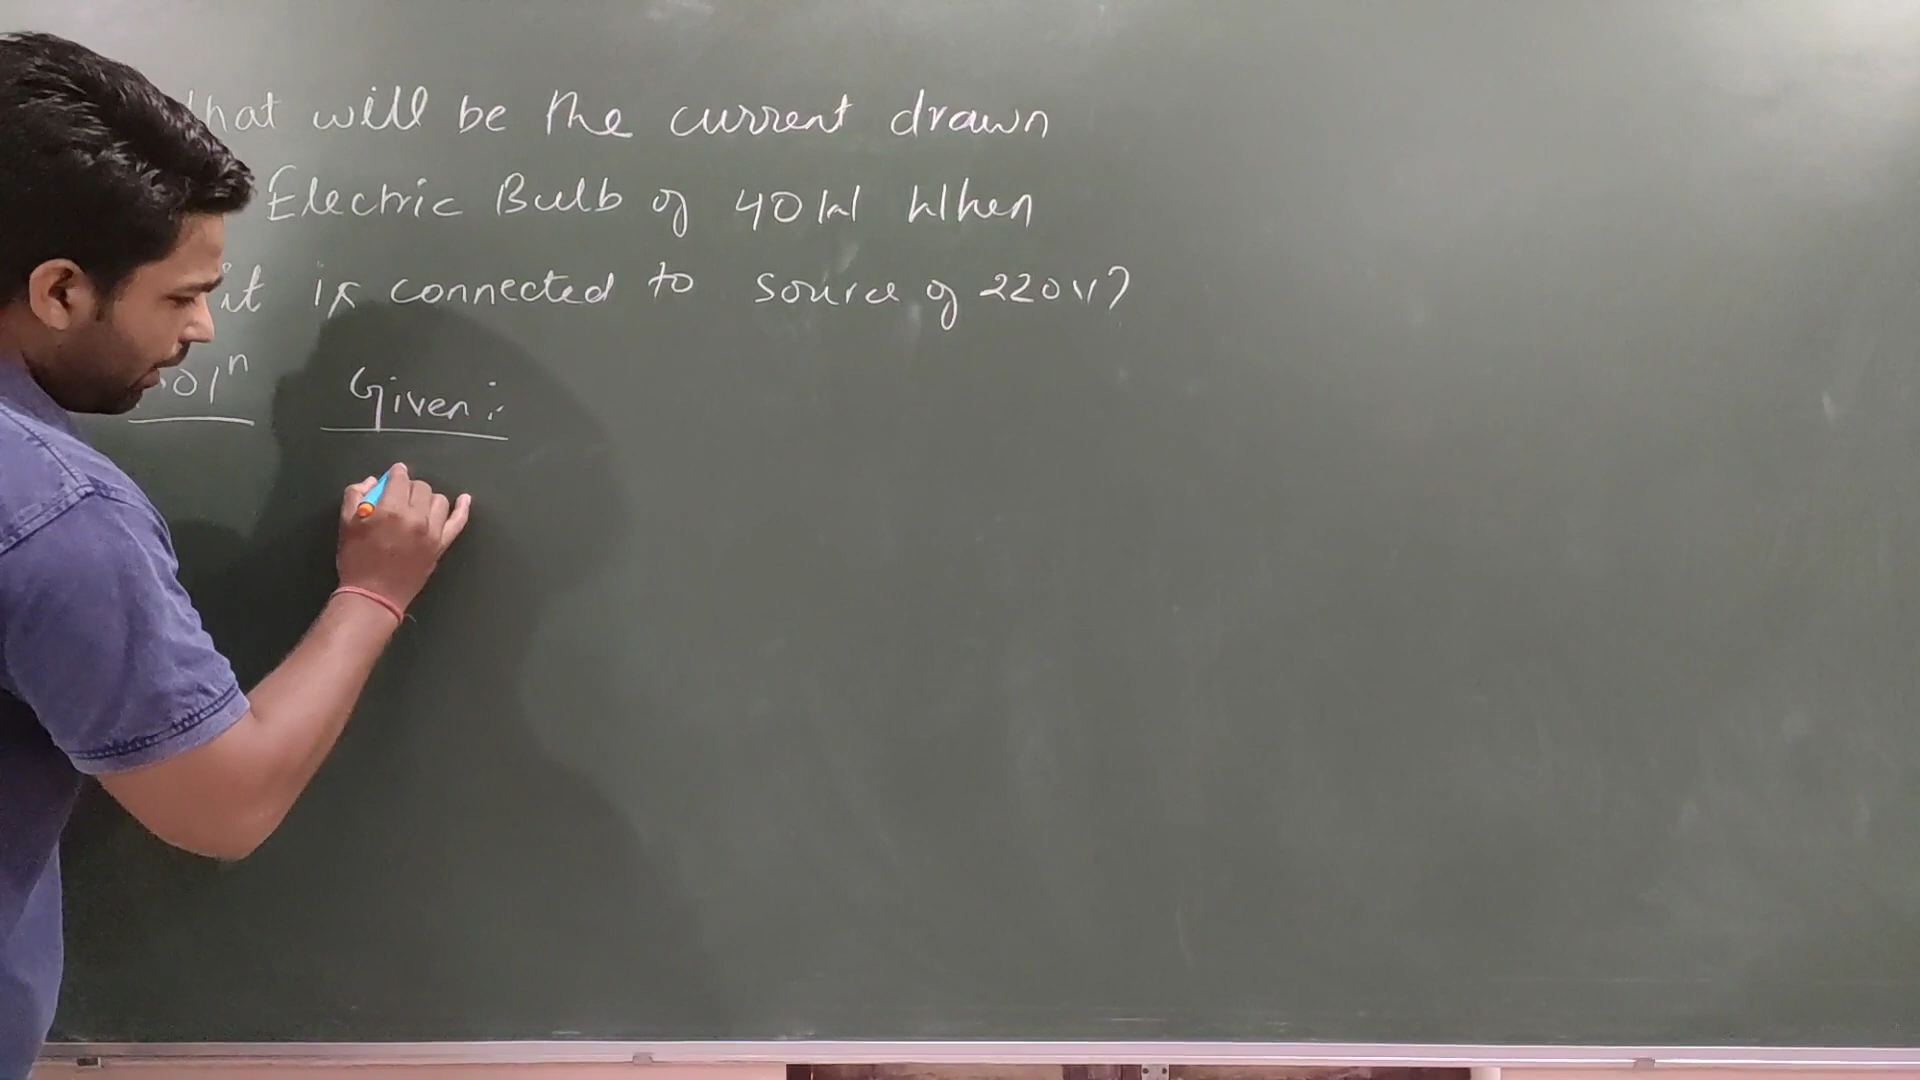 hat will be the current drawn
Electric Bulb of 40W When
it is connected to source of 220V?
Solⁿ Given :-